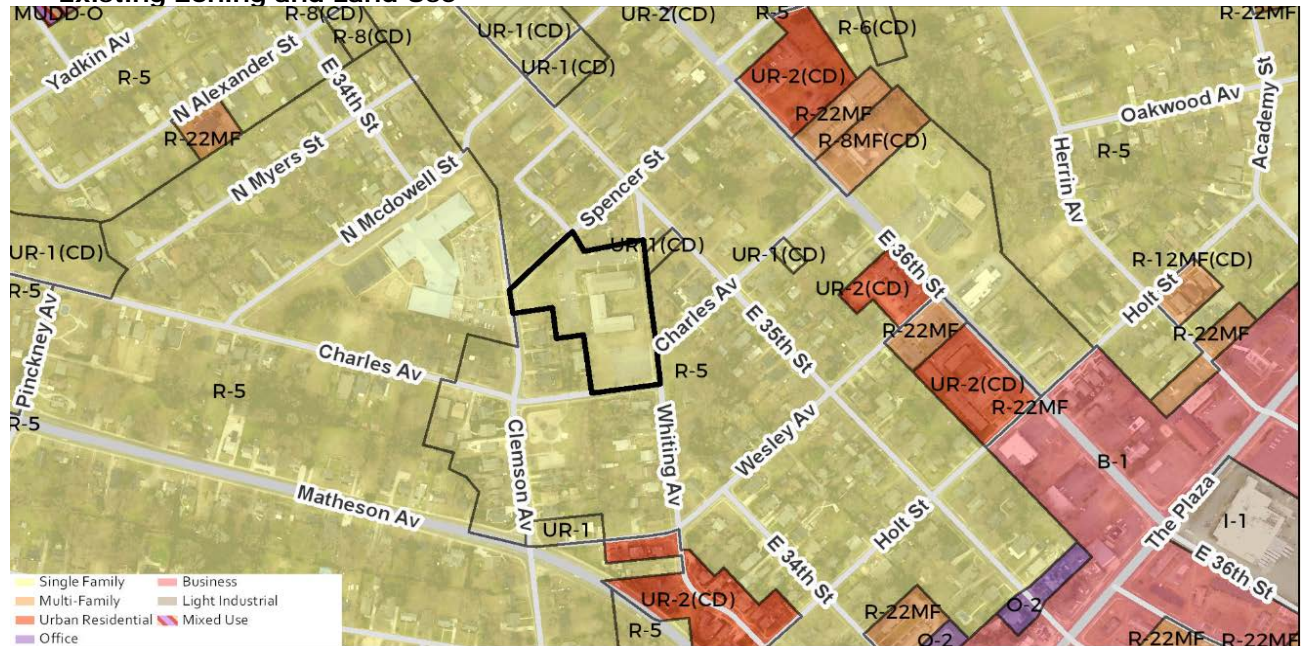 Existing Zoning and Land Use
MUDD-O
R-8(CD)
UR-1(CD)
UR-2(CD)
R-5
R-6(CD)
R-22MF
Yadkin Av
R-5
N Alexander St
R-8(CD)
E 34th St
UR-1(CD)
UR-2(CD)
R-22MF
R-8MF(CD)
Oakwood Av
R-5
Academy St
Herrin Av
R-22MF
N Myers St
N Mcdowell St
Spencer St
UR-1(CD)
UR-1(CD)
UR-1(CD)
E 36th St
R-12MF(CD)
Holt St
R-5
Pinckney Av
UR-2(CD)
R-22MF
R-22MF
Charles Av
Charles Av
E 35th St
R-5
R-5
UR-2(CD)
R-22MF
R-5
Whiting Av
Wesley Av
Clemson Av
B-1
The Plaza
I-1
Matheson Av
UR-1
Holt St
E 34th St
E 36th St
UR-2(CD)
R-5
R-22MF
O-2
O-2
R-22MF
R-22MF
Single Family
Business
Multi-Family
Light Industrial
Urban Residential
Mixed Use
Office